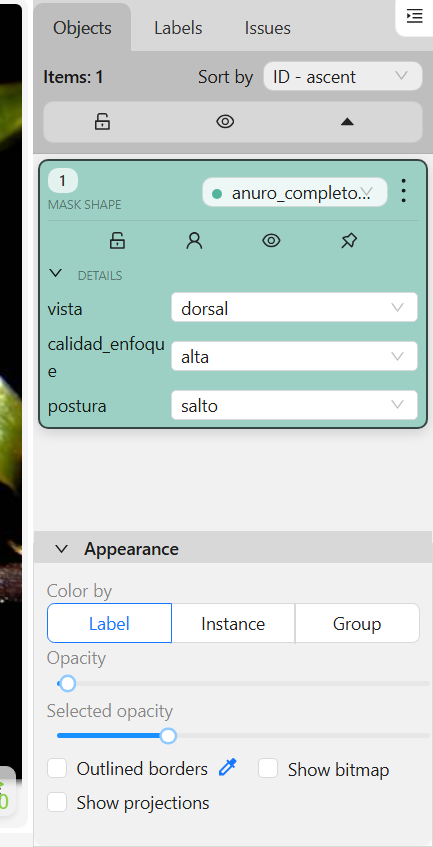 Objects
Labels
Issues
Items: 1
Sort by
ID - ascent
1
MASK SHAPE
anuro_completo...
DETAILS
vista
dorsal
calidad_enfoqu
e
alta
postura
salto
Appearance
Color by
Label
Instance
Group
Opacity
Selected opacity
Outlined borders
Show bitmap
Show projections